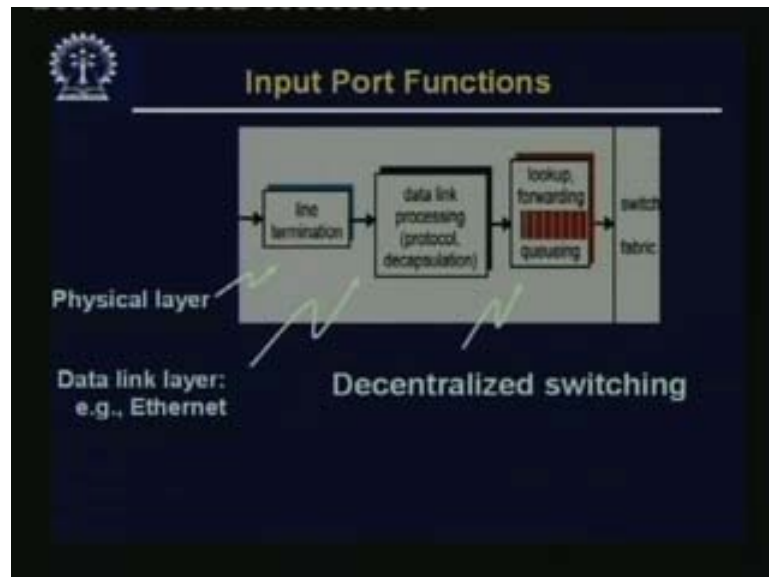 Input Port Functions
line
termination
data link
processing
(protocol,
decapsulation)
lookup,
forwarding
queueing
switch
fabric
Physical layer
Data link layer:
e.g., Ethernet
Decentralized switching